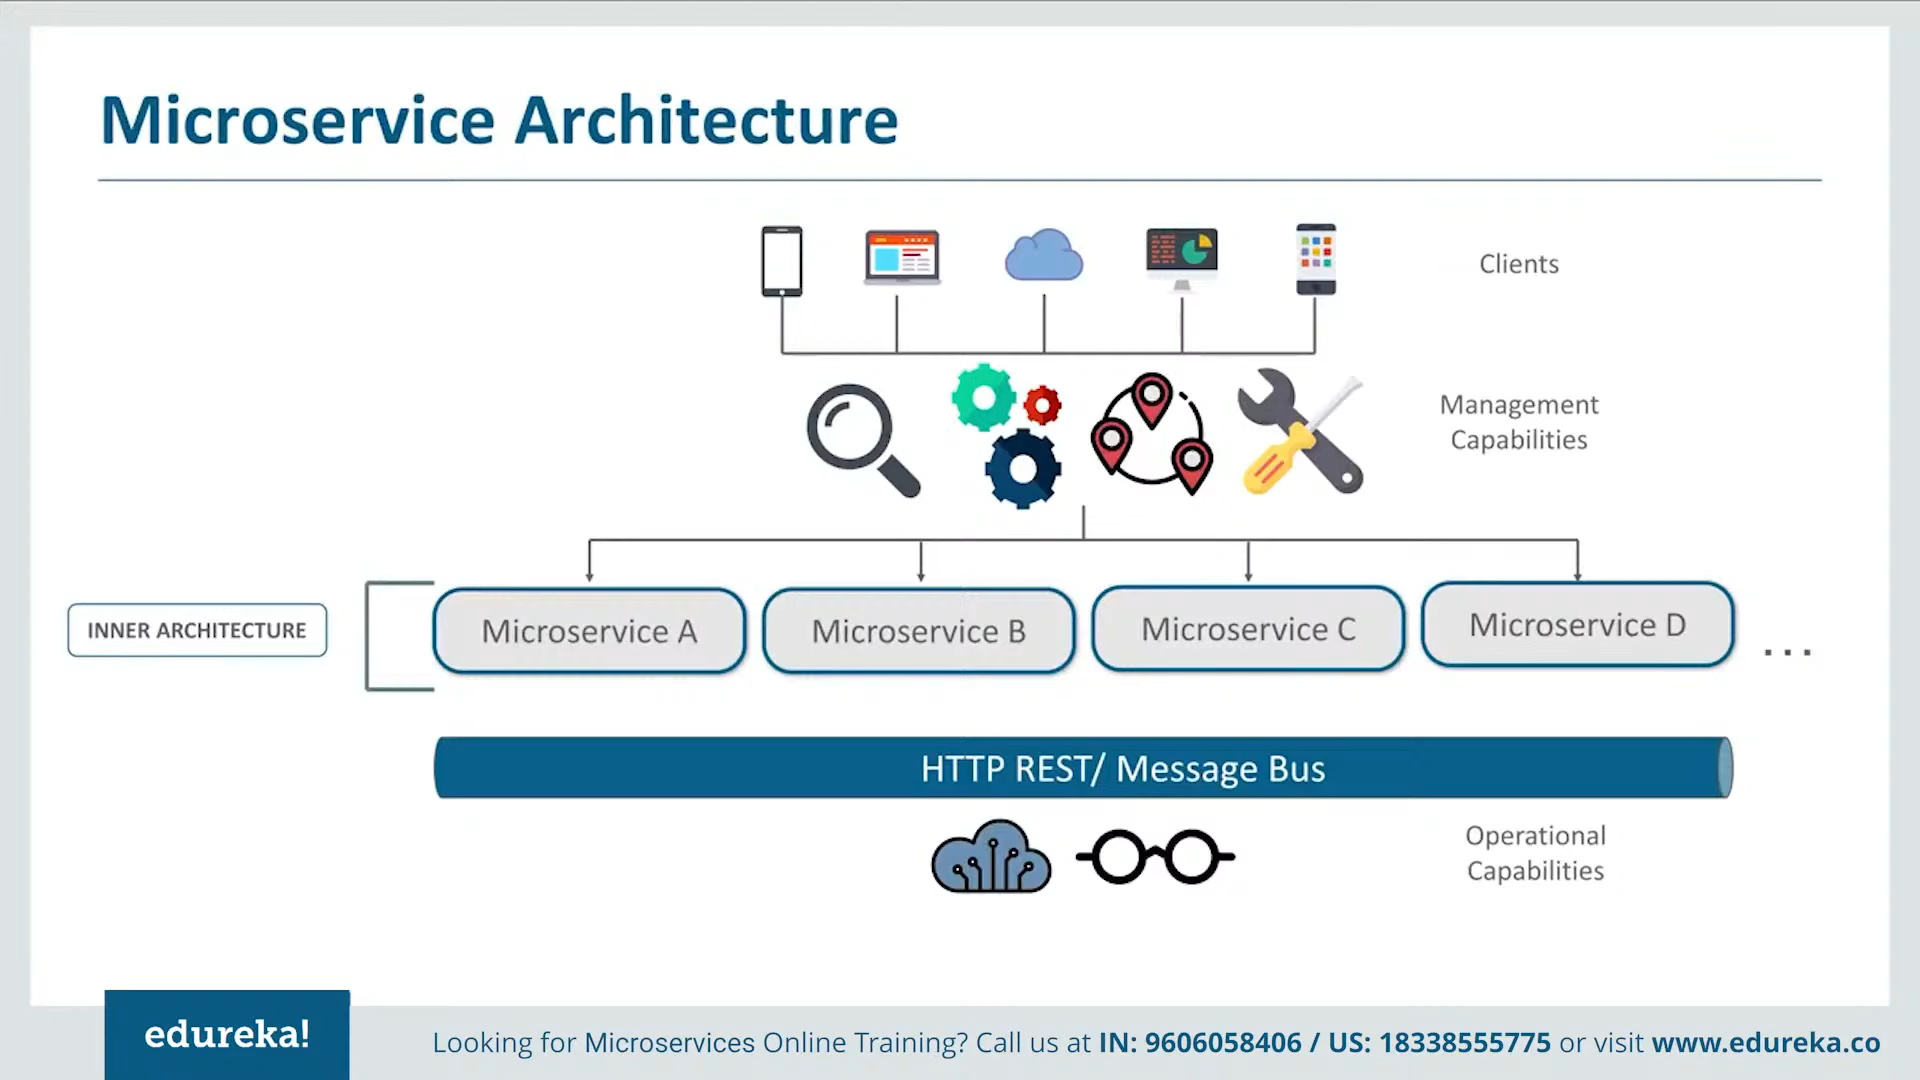 Microservice Architecture
Clients
Management
Capabilities
INNER ARCHITECTURE
Microservice A
Microservice B
Microservice C
Microservice D
...
HTTP REST/ Message Bus
Operational
Capabilities
edureka!
Looking for Microservices Online Training? Call us at IN: 9606058406 / US: 18338555775 or visit www.edureka.co